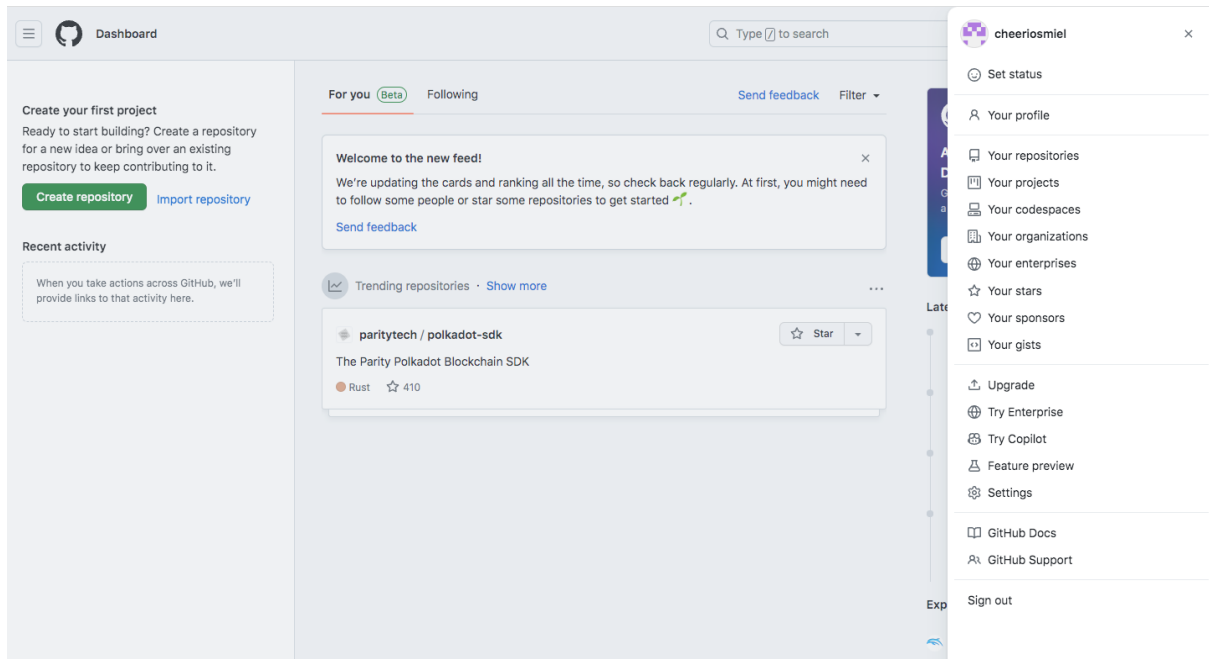 Dashboard
Type / to search
Create your first project
Ready to start building? Create a repository
for a new idea or bring over an existing
repository to keep contributing to it.
Create repository
Import repository
Recent activity
When you take actions across GitHub, we'll
provide links to that activity here.
For you Beta
Following
Send feedback
Filter
Welcome to the new feed!
We're updating the cards and ranking all the time, so check back regularly. At first, you might need
to follow some people or star some repositories to get started 🌱 .
Send feedback
Trending repositories · Show more
paritytech / polkadot-sdk
Star
The Parity Polkadot Blockchain SDK
Rust
410
cheeriosmiel
Set status
Your profile
Your repositories
Your projects
Your codespaces
Your organizations
Your enterprises
Your stars
Your sponsors
Your gists
Upgrade
Try Enterprise
Try Copilot
Feature preview
Settings
GitHub Docs
GitHub Support
Sign out